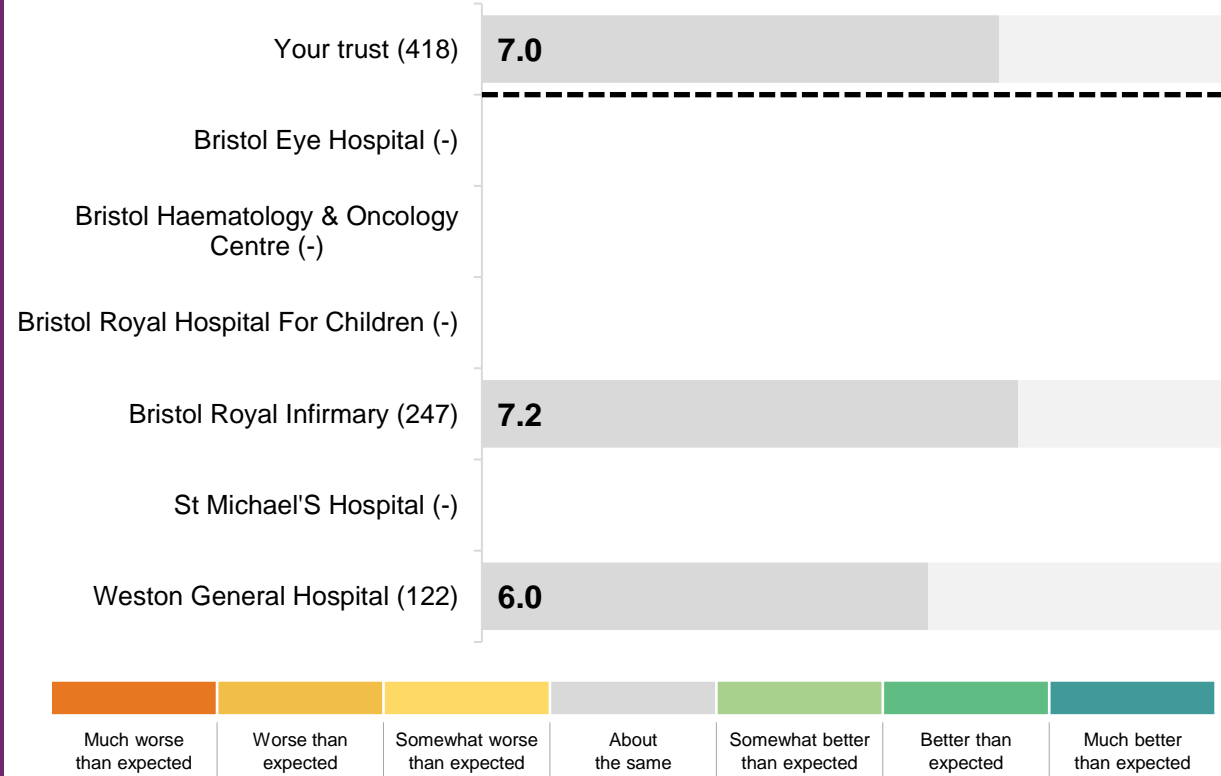 Your trust (418)
7.0
Bristol Eye Hospital (-)
Bristol Haematology & Oncology
Centre (-)
Bristol Royal Hospital For Children (-)
Bristol Royal Infirmary (247)
7.2
St Michael'S Hospital (-)
Weston General Hospital (122)
6.0
Much worse
than expected
Worse than
expected
Somewhat worse
than expected
About
the same
Somewhat better
than expected
Better than
expected
Much better
than expected